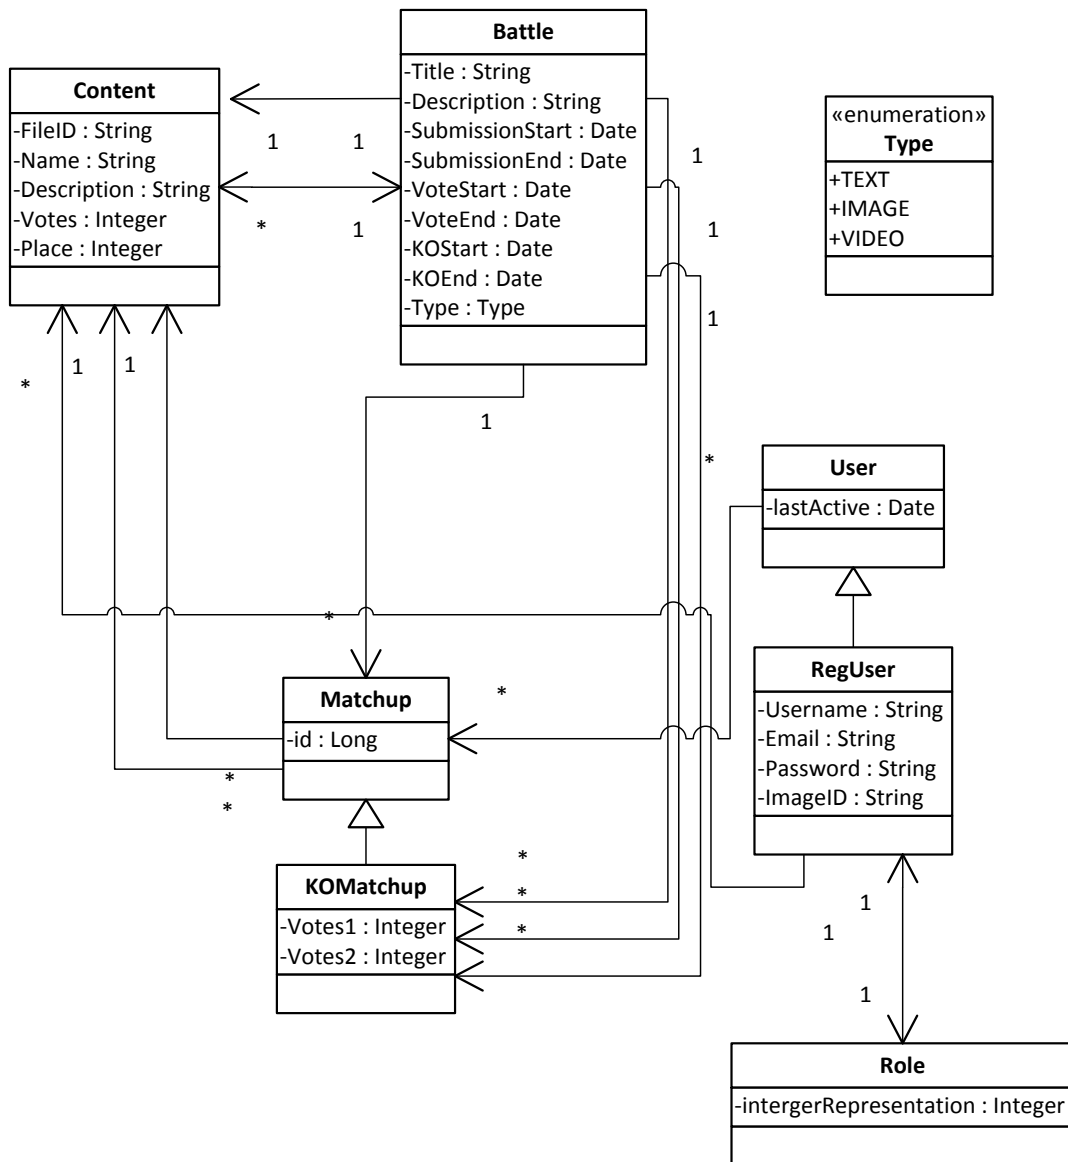 Battle
-Title : String
-Description : String
-SubmissionStart : Date
-SubmissionEnd : Date
-VoteStart : Date
-VoteEnd : Date
-KOStart : Date
-KOEnd : Date
-Type : Type
Content
-FileID : String
-Name : String
-Description : String
-Votes : Integer
-Place : Integer
1
1
*
1
«enumeration»
Type
+TEXT
+IMAGE
+VIDEO
1
1
1
*
1
1
1
*
User
-lastActive : Date
*
*
Matchup
-id : Long
*
*
RegUser
-Username : String
-Email : String
-Password : String
-ImageID : String
KOMatchup
-Votes1 : Integer
-Votes2 : Integer
*
*
*
1
1
1
Role
-intergerRepresentation : Integer